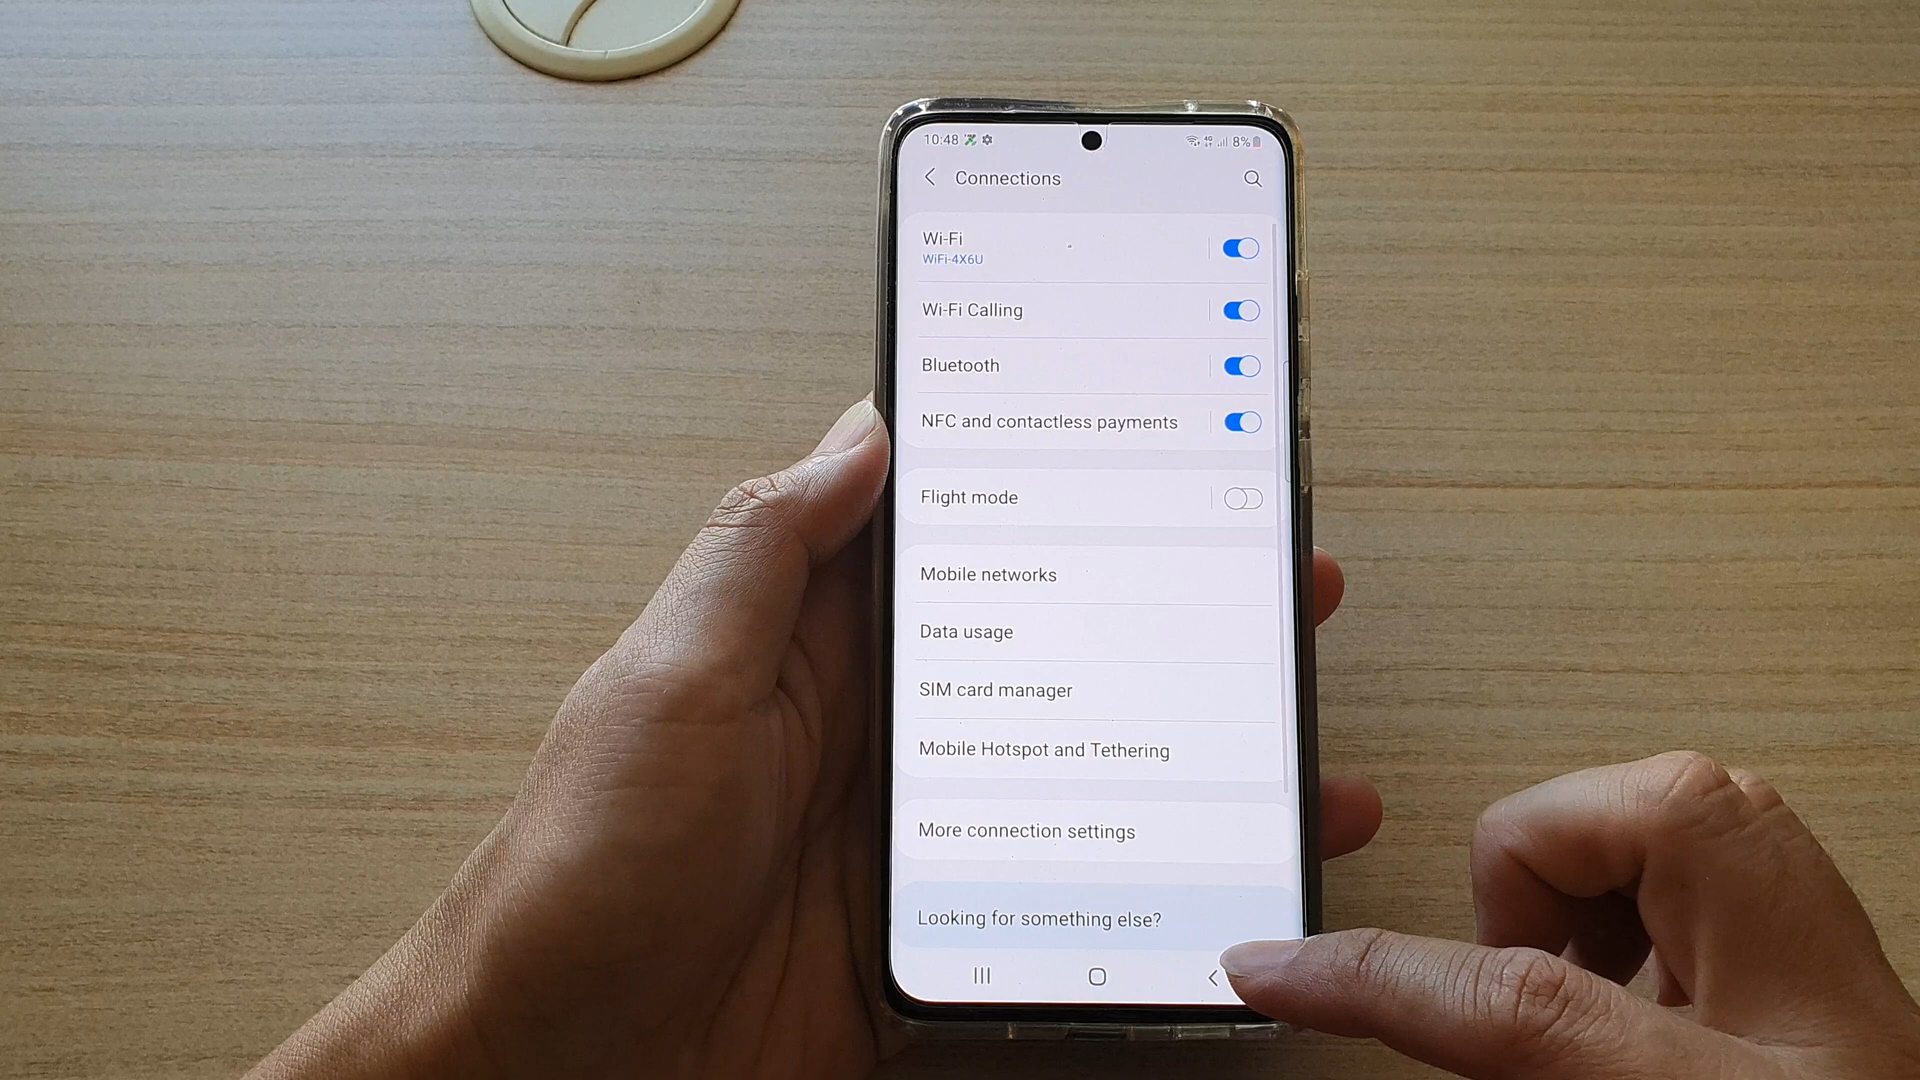 10:48
8%
Connections
Wi-Fi
WiFi-4X6U
Wi-Fi Calling
Bluetooth
NFC and contactless payments
Flight mode
Mobile networks
Data usage
SIM card manager
Mobile Hotspot and Tethering
More connection settings
Looking for something else?